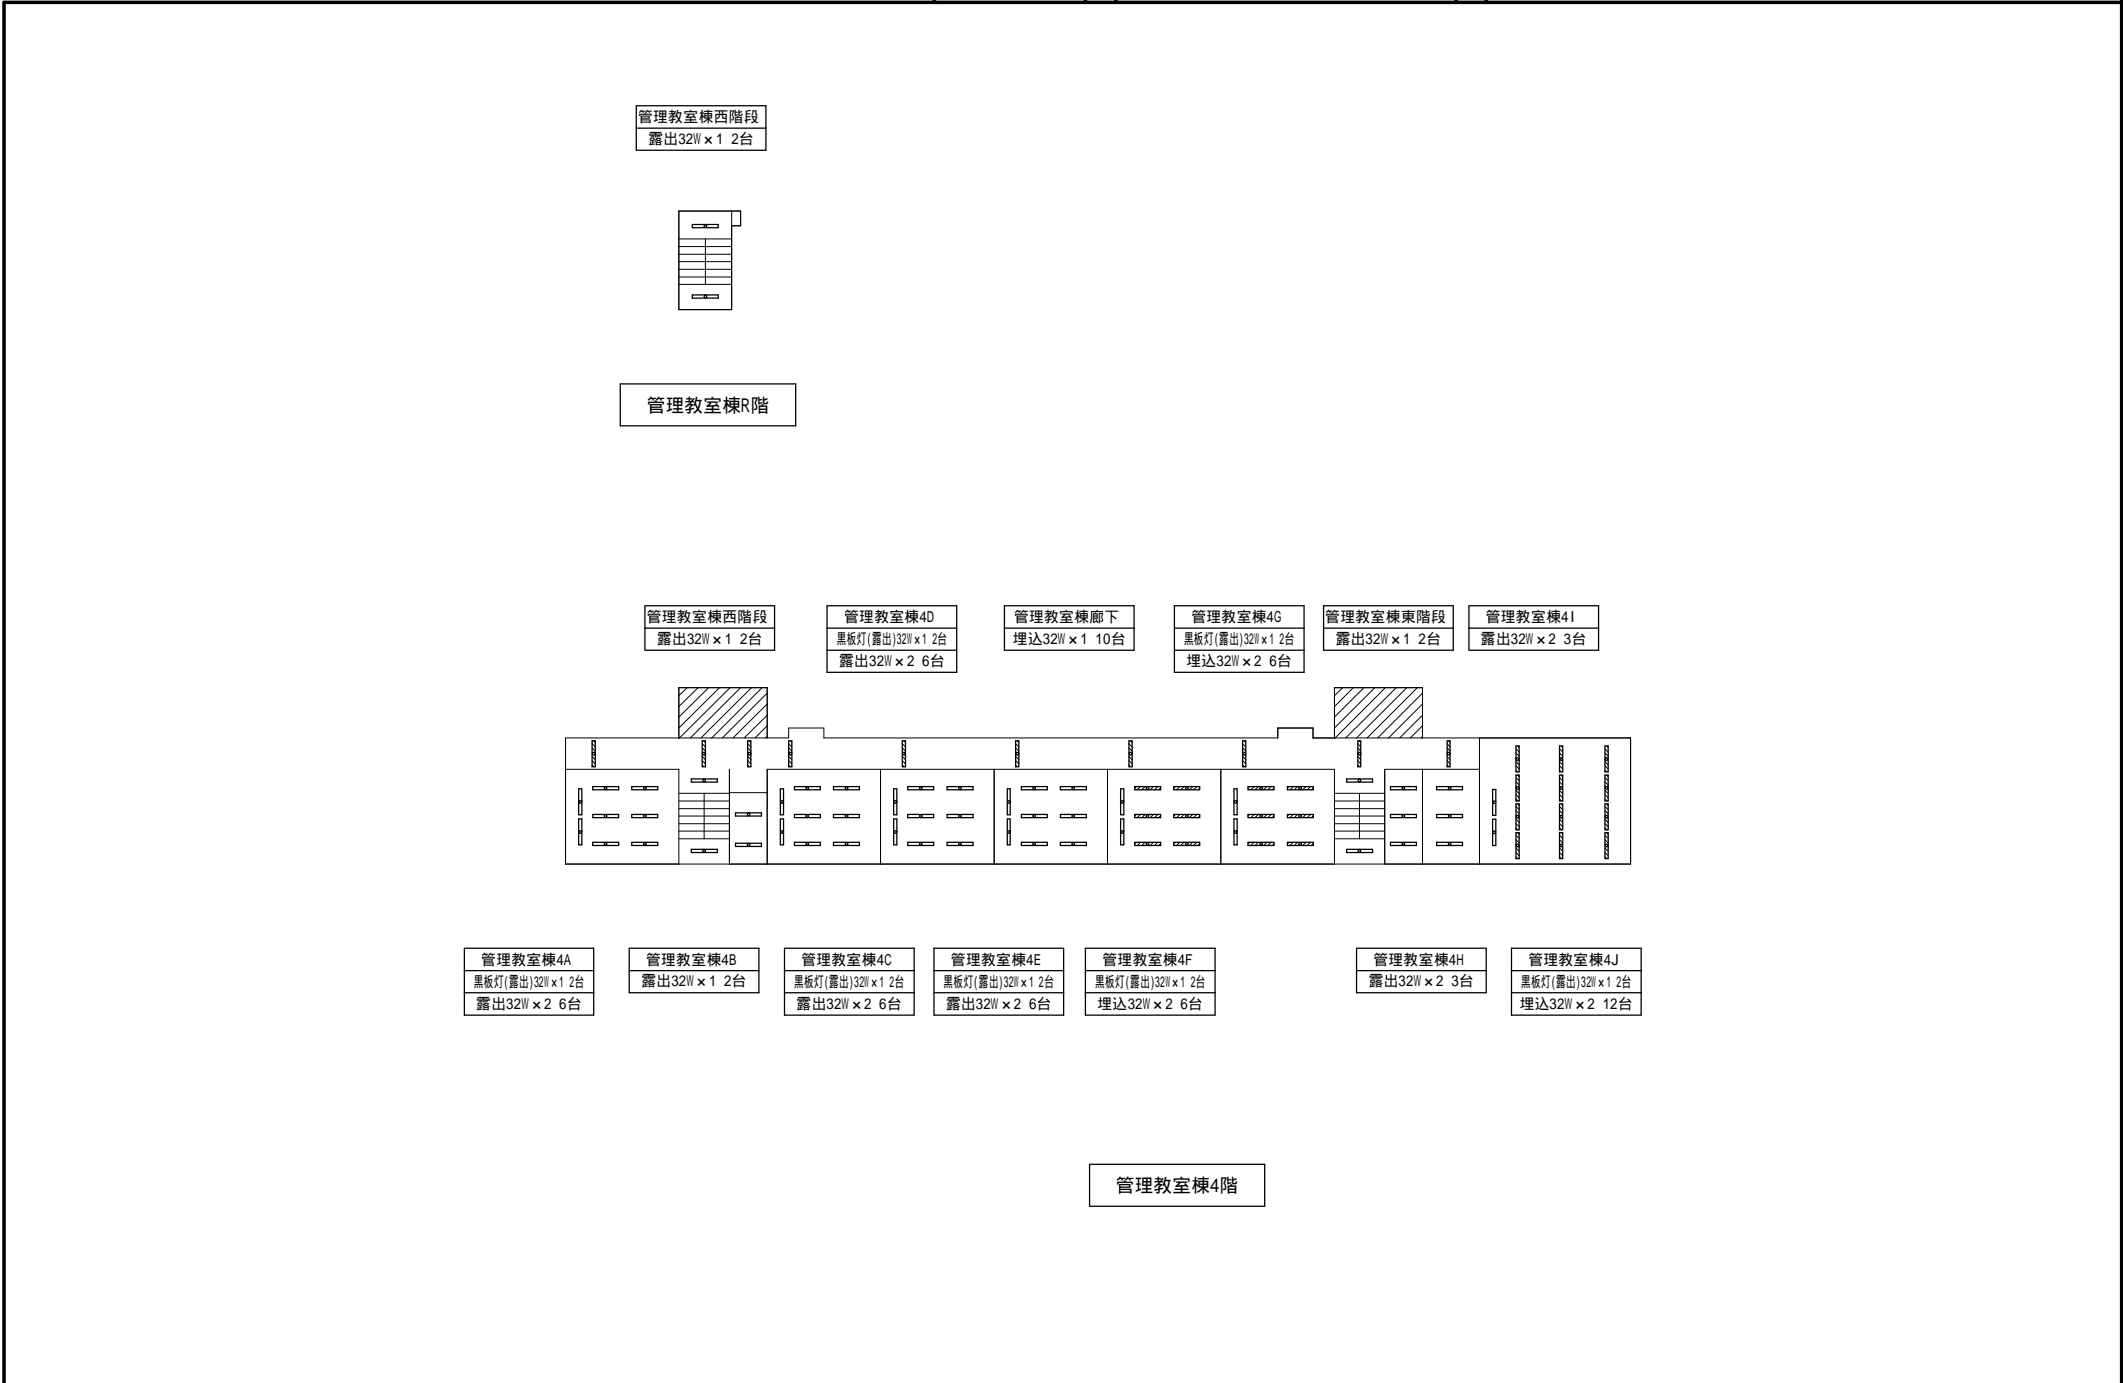 管理教室棟西階段
露出32W×1 2台
管理教室棟R階
管理教室棟西階段
露出32W×1 2台
管理教室棟4D
黒板灯(露出)32W×1 2台
露出32W×2 6台
管理教室棟廊下
埋込32W×1 10台
管理教室棟4G
黒板灯(露出)32W×1 2台
埋込32W×2 6台
管理教室棟東階段
露出32W×1 2台
管理教室棟4I
露出32W×2 3台
管理教室棟4A
黒板灯(露出)32W×1 2台
露出32W×2 6台
管理教室棟4B
露出32W×1 2台
管理教室棟4C
黒板灯(露出)32W×1 2台
露出32W×2 6台
管理教室棟4E
黒板灯(露出)32W×1 2台
露出32W×2 6台
管理教室棟4F
黒板灯(露出)32W×1 2台
埋込32W×2 6台
管理教室棟4H
露出32W×2 3台
管理教室棟4J
黒板灯(露出)32W×1 2台
埋込32W×2 12台
管理教室棟4階